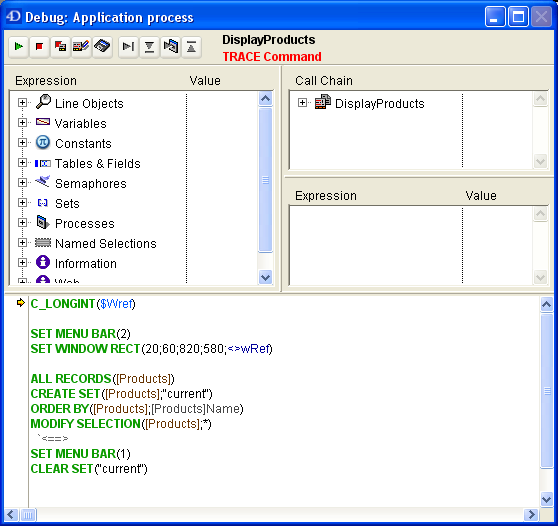 Debug: Application process
DisplayProducts
TRACE Command
Expression Value
Line Objects
Variables
Constants
Tables & Fields
Semaphores
Sets
Processes
Named Selections
Information
Web
Call Chain
DisplayProducts
Expression Value
C_LONGINT($Wref)
SET MENU BAR(2)
SET WINDOW RECT(20;60;820;580;<>wRef)
ALL RECORDS([Products])
CREATE SET([Products];"current")
ORDER BY([Products];[Products]Name)
MODIFY SELECTION([Products];*)
`<==>
SET MENU BAR(1)
CLEAR SET("current")